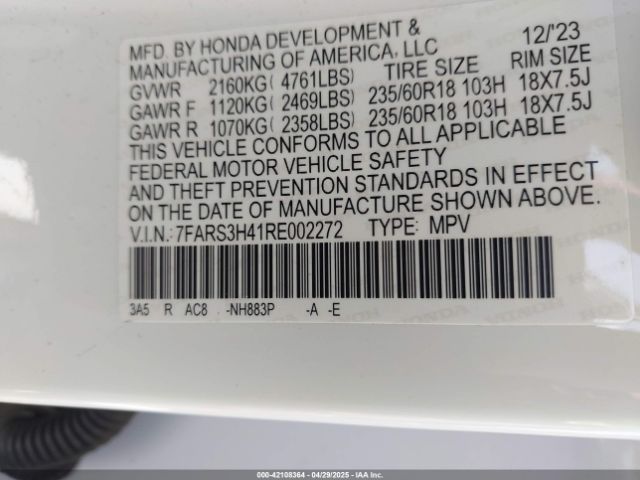 MFD. BY HONDA DEVELOPMENT & 12/'23
MANUFACTURING OF AMERICA, LLC
TIRE SIZE RIM SIZE
GVWR 2160KG( 4761LBS)
GAWR F 1120KG( 2469LBS) 235/60R18 103H 18X7.5J
GAWR R 1070KG( 2358LBS) 235/60R18 103H 18X7.5J
THIS VEHICLE CONFORMS TO ALL APPLICABLE
FEDERAL MOTOR VEHICLE SAFETY
AND THEFT PREVENTION STANDARDS IN EFFECT
ON THE DATE OF MANUFACTURE SHOWN ABOVE.
V.I.N.: 7FARS3H41RE002272 TYPE: MPV
3A5 R AC8 -NH883P -A -E
000-42108364 - 04/29/2025 - IAA Inc.